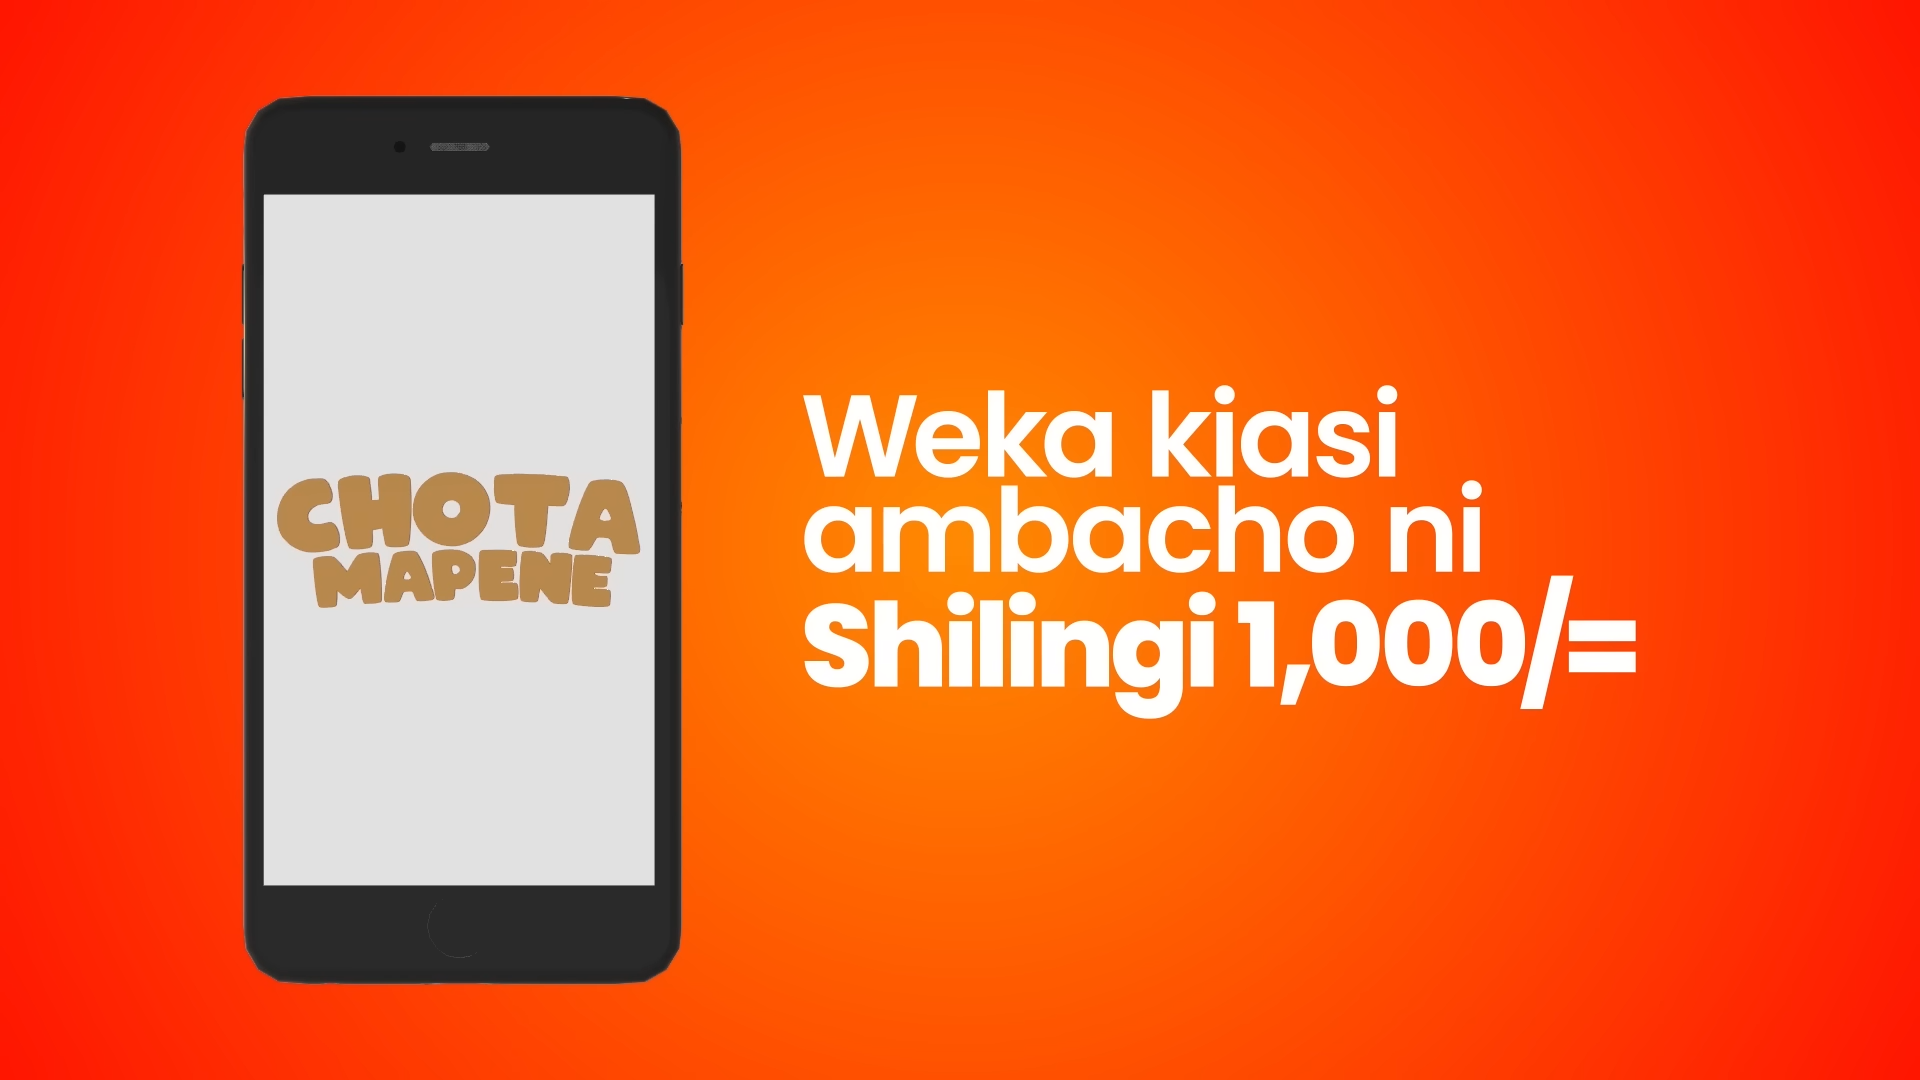 CHOTA
MAPENE
Weka kiasi
ambacho ni
Shilingi 1,000/=